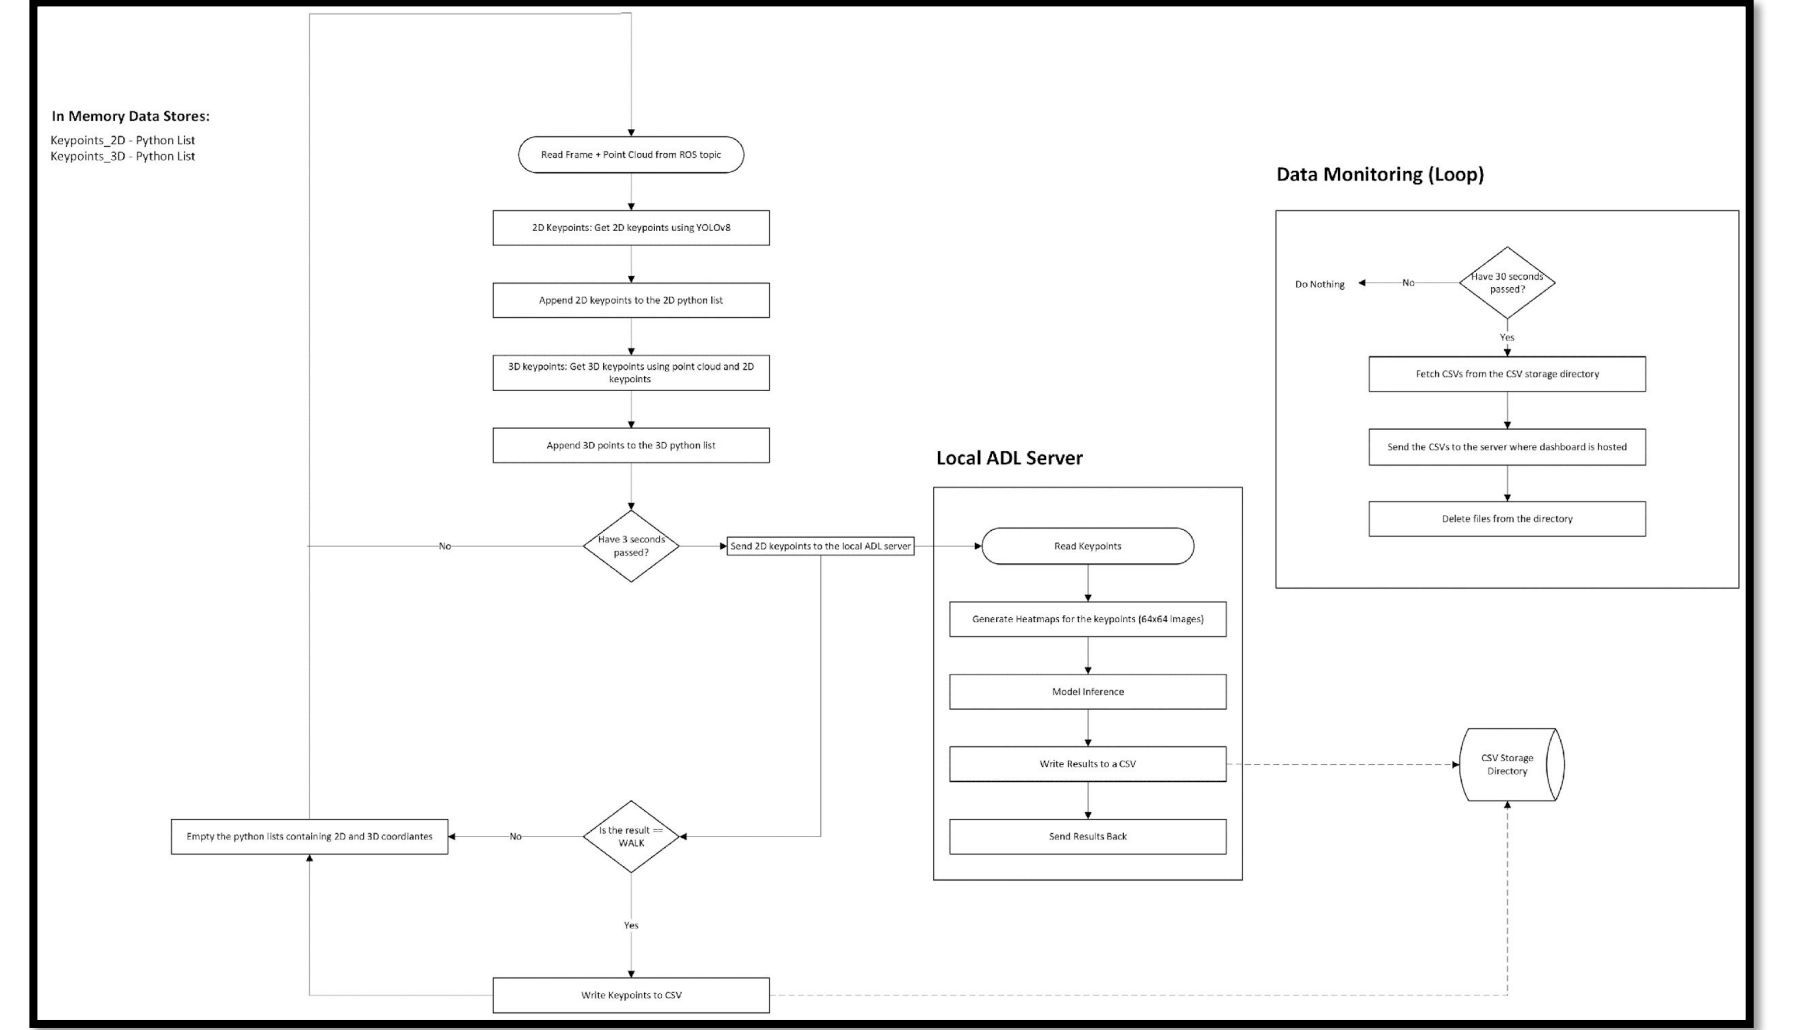 In Memory Data Stores:
Keypoints_2D - Python List
Keypoints_3D - Python List
Read Frame + Point Cloud from ROS topic
2D Keypoints: Get 2D keypoints using YOLOv8
Append 2D keypoints to the 2D python list
3D keypoints: Get 3D keypoints using point cloud and 2D
keypoints
Append 3D points to the 3D python list
Have 3 seconds
passed?
No
Send 2D keypoints to the local ADL server
Is the result ==
WALK
No
Empty the python lists containing 2D and 3D coordiantes
Yes
Write Keypoints to CSV
Local ADL Server
Read Keypoints
Generate Heatmaps for the keypoints (64x64 images)
Model Inference
Write Results to a CSV
Send Results Back
Data Monitoring (Loop)
Have 30 seconds
passed?
No
Do Nothing
Yes
Fetch CSVs from the CSV storage directory
Send the CSVs to the server where dashboard is hosted
Delete files from the directory
CSV Storage
Directory